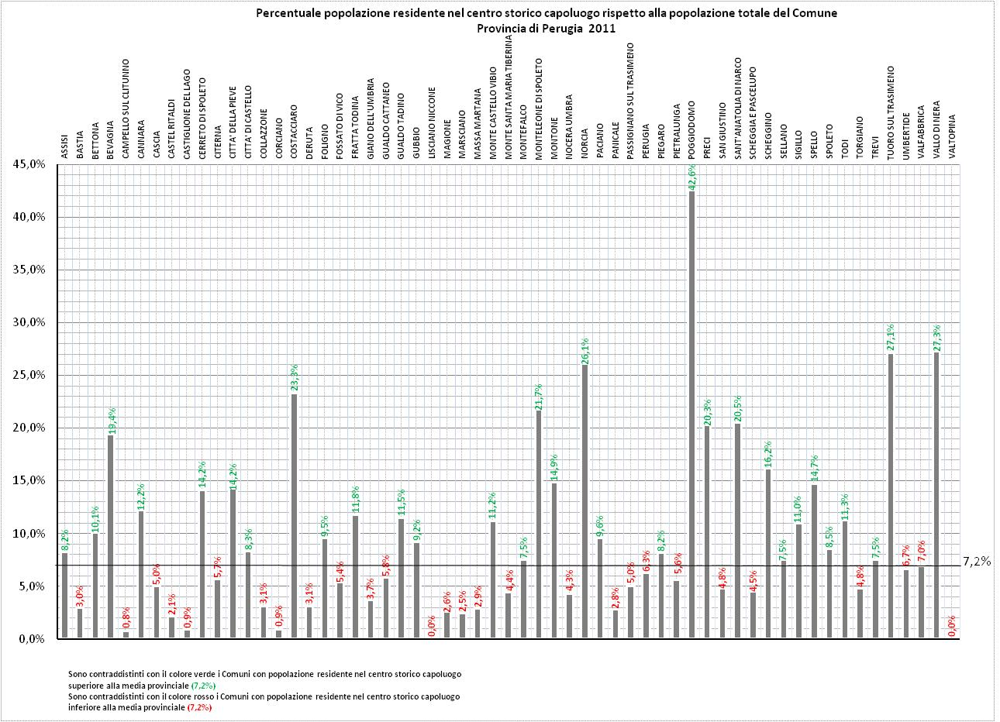 Percentuale popolazione residente nel centro storico capoluogo rispetto alla popolazione totale del Comune
Provincia di Perugia 2011
ASSISI
BASTIA
BETTONA
BEVAGNA
CAMPELLO SUL CLITUNNO
CANNARA
CASCIA
CASTEL RITALDI
CASTIGLIONE DEL LAGO
CERRETO DI SPOLETO
CITERNA
CITTA' DELLA PIEVE
CITTA' DI CASTELLO
COLLAZZONE
CORCIANO
COSTACCIARO
DERUTA
FOLIGNO
FOSSATO DI VICO
FRATTA TODINA
GIANO DELL'UMBRIA
GUALDO CATTANEO
GUALDO TADINO
GUBBIO
LISCIANO NICCONE
MAGIONE
MARSCIANO
MASSA MARTANA
MONTE CASTELLO VIBIO
MONTE SANTA MARIA TIBERINA
MONTEFALCO
MONTELEONE DI SPOLETO
MONTONE
NOCERA UMBRA
NORCIA
PACIANO
PANICALE
PASSIGNANO SUL TRASIMENO
PERUGIA
PIEGARO
PIETRALUNGA
POGGIODOMO
PRECI
SAN GIUSTINO
SANT'ANATOLIA DI NARCO
SCHEGGIA E PASCELUPO
SCHEGGINO
SELLANO
SIGILLO
SPELLO
SPOLETO
TODI
TORGIANO
TREVI
TUORO SUL TRASIMENO
UMBERTIDE
VALFABBRICA
VALLO DI NERA
VALTOPINA
45,0%
40,0%
35,0%
30,0%
25,0%
20,0%
15,0%
10,0%
5,0%
0,0%
8,2%
3,0%
10,1%
19,4%
0,8%
12,2%
5,0%
2,1%
0,9%
14,2%
5,7%
14,2%
8,3%
3,1%
0,9%
23,3%
3,1%
9,5%
5,4%
11,8%
3,7%
5,8%
11,5%
9,2%
0,0%
2,6%
2,5%
2,9%
11,2%
4,4%
7,5%
21,7%
14,9%
4,3%
26,1%
9,6%
2,8%
5,0%
6,3%
8,2%
5,6%
42,6%
20,3%
4,8%
20,5%
4,5%
16,2%
7,5%
11,0%
14,7%
8,5%
11,3%
4,8%
7,5%
27,1%
6,7%
7,0%
27,3%
0,0%
7,2%
Sono contraddistinti con il colore verde i Comuni con popolazione residente nel centro storico capoluogo
superiore alla media provinciale (7,2%)
Sono contraddistinti con il colore rosso i Comuni con popolazione residente nel centro storico capoluogo
inferiore alla media provinciale (7,2%)